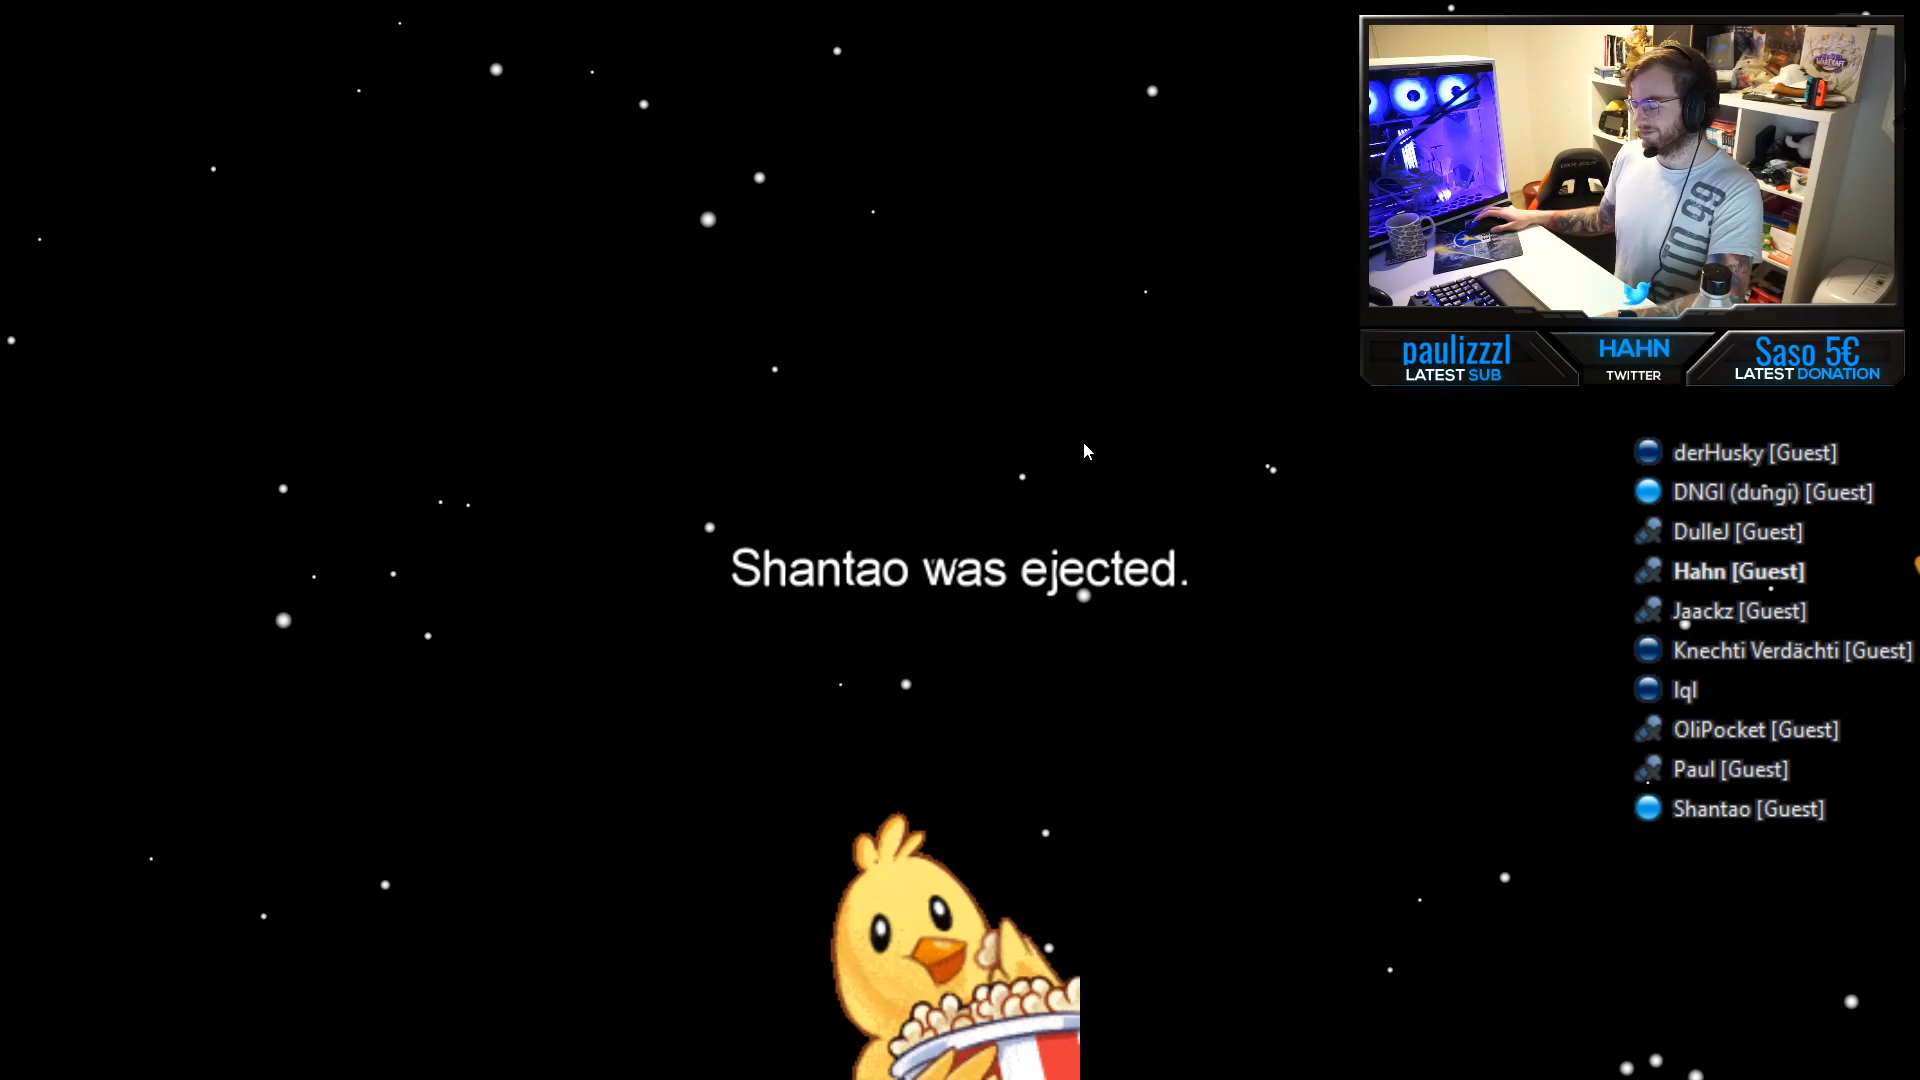 paulizzzl
LATEST SUB
HAHN
TWITTER
Saso 5€
LATEST DONATION
derHusky [Guest]
DNGI (dungi) [Guest]
DulleJ [Guest]
Hahn [Guest]
Jaackz [Guest]
Knechti Verdächti [Guest]
lql
OliPocket [Guest]
Paul [Guest]
Shantao [Guest]
Shantao was ejected.